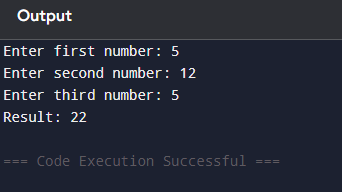 Output
Enter first number: 5
Enter second number: 12
Enter third number: 5
Result: 22
=== Code Execution Successful ===